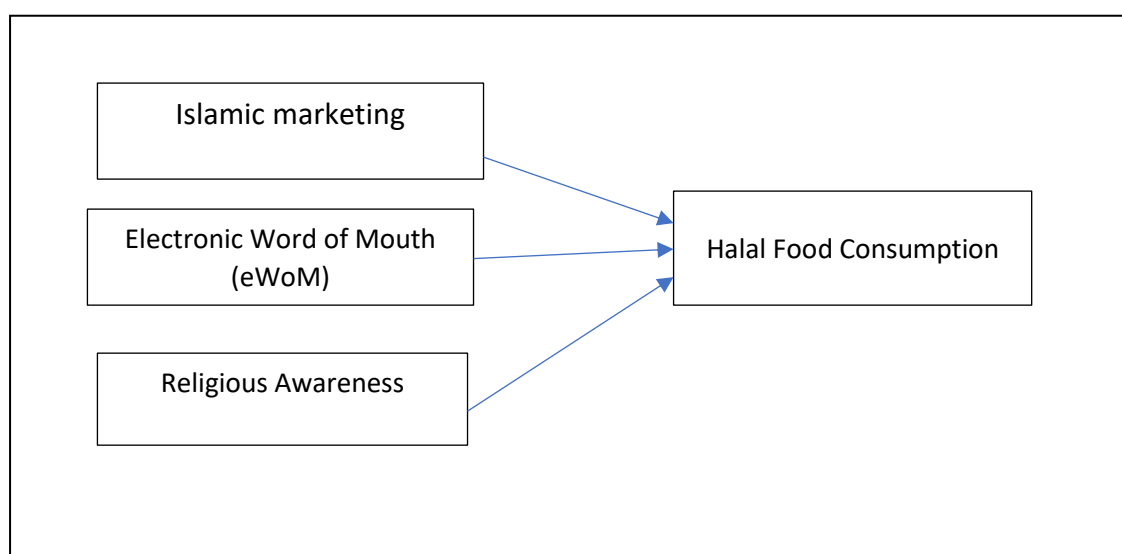 Islamic marketing
Electronic Word of Mouth
(eWoM)
Halal Food Consumption
Religious Awareness